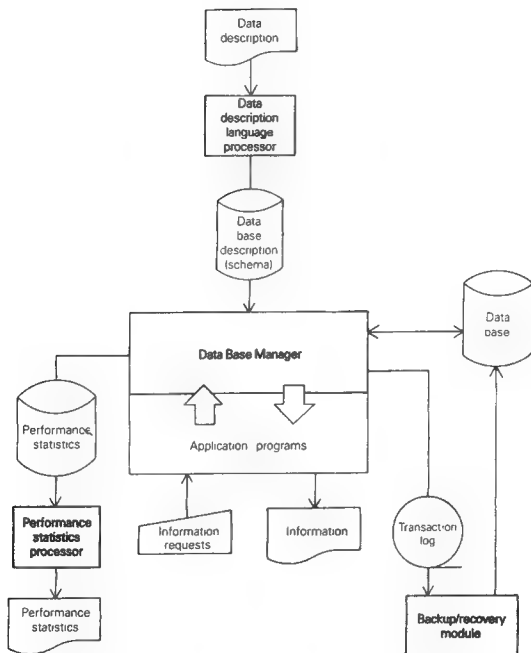 Data
description
Data
description
language
processor
Data
base
description
(schema)
Data Base Manager
Data
base
Application programs
Performance
statistics
Information
requests
Information
Transaction
log
Performance
statistics
processor
Performance
statistics
Backup/recovery
module